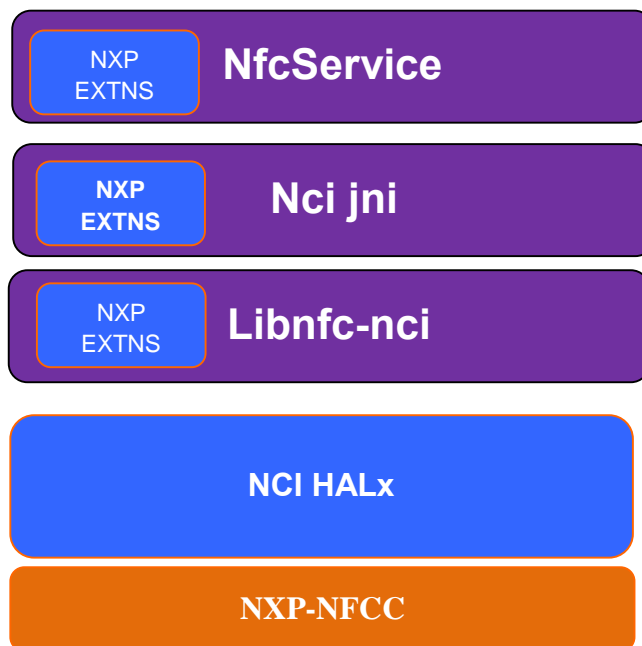 NXP
EXTNS
NfcService
NXP
EXTNS
Nci jni
NXP
EXTNS
Libnfc-nci
NCI HALx
NXP-NFCC